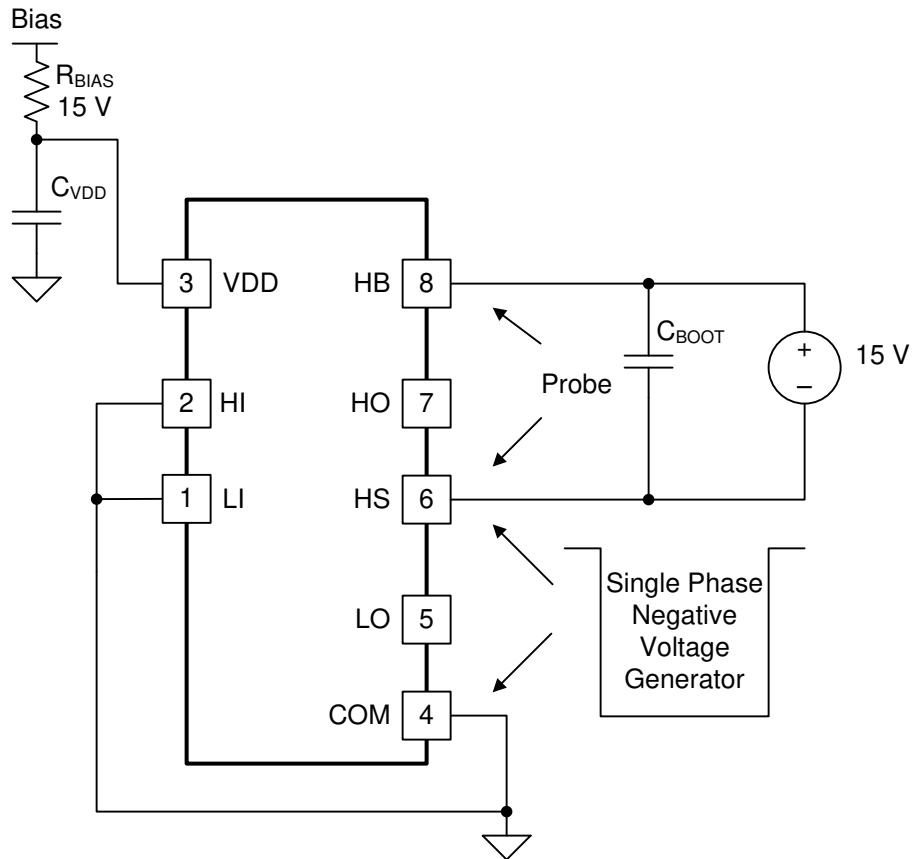 Bias
RBIAS
15 V
CVDD
3 VDD
HB 8
CBOOT
+
–
15 V
Probe
2 HI
HO 7
1 LI
HS 6
Single Phase
Negative
Voltage
Generator
LO 5
COM 4